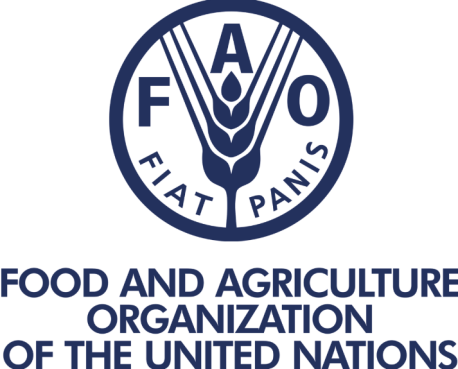 F A O
FIAT PANIS
FOOD AND AGRICULTURE
ORGANIZATION
OF THE UNITED NATIONS